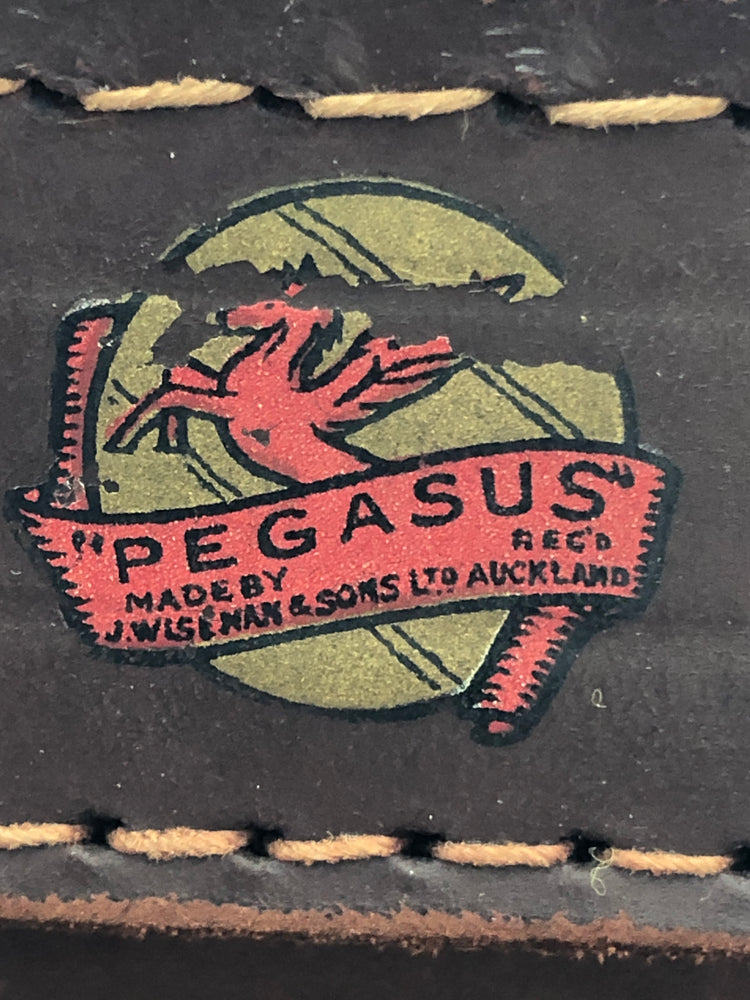 "PEGASUS"
REG'D
MADE BY
J. WISEMAN & SONS LTD AUCKLAND